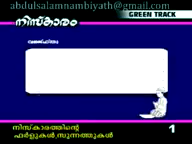 abdulsalamnambiyath@gmail.com
നിസ്കാരം
GREEN TRACK
നിസ്കാരത്തിന്റെ
ഫർളുകൾ,സുന്നത്തുകൾ
1